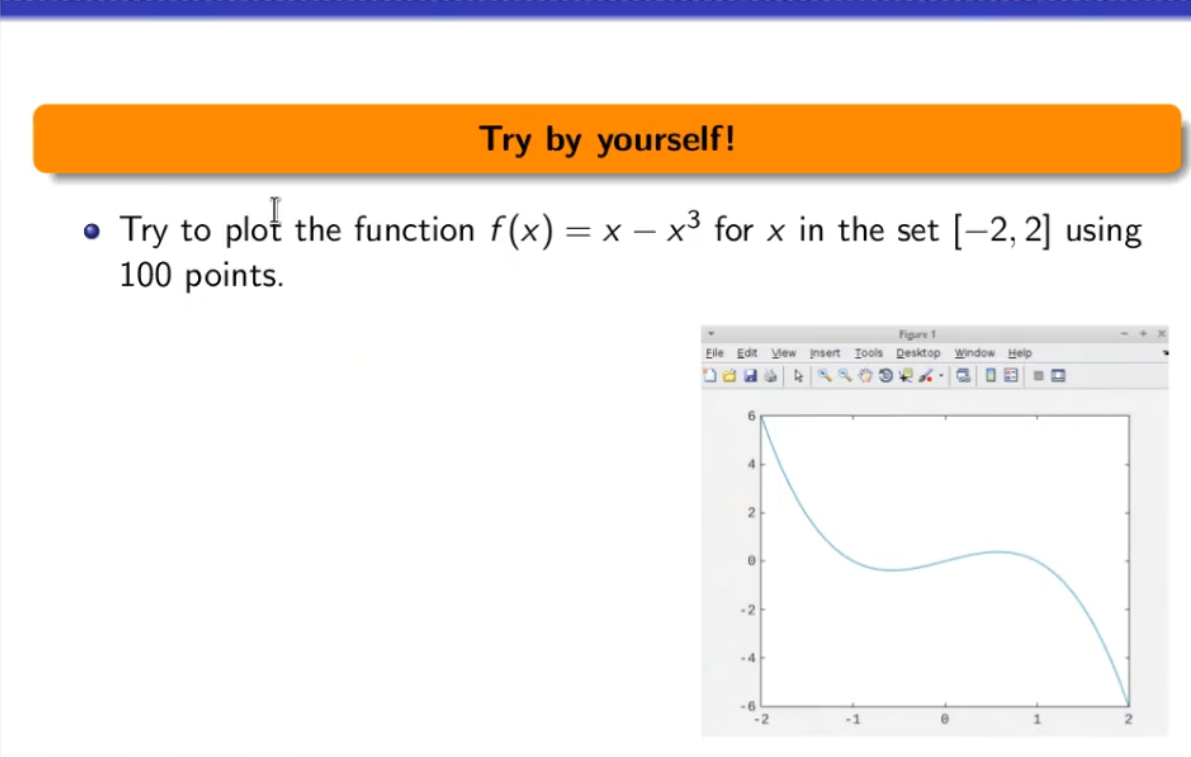 Try by yourself!
Try to plot the function f(x) = x − x³ for x in the set [−2, 2] using
100 points.
Figure 1
File Edit View Insert Tools Desktop Window Help
6
4
2
0
-2
-4
-6
-2 -1 0 1 2